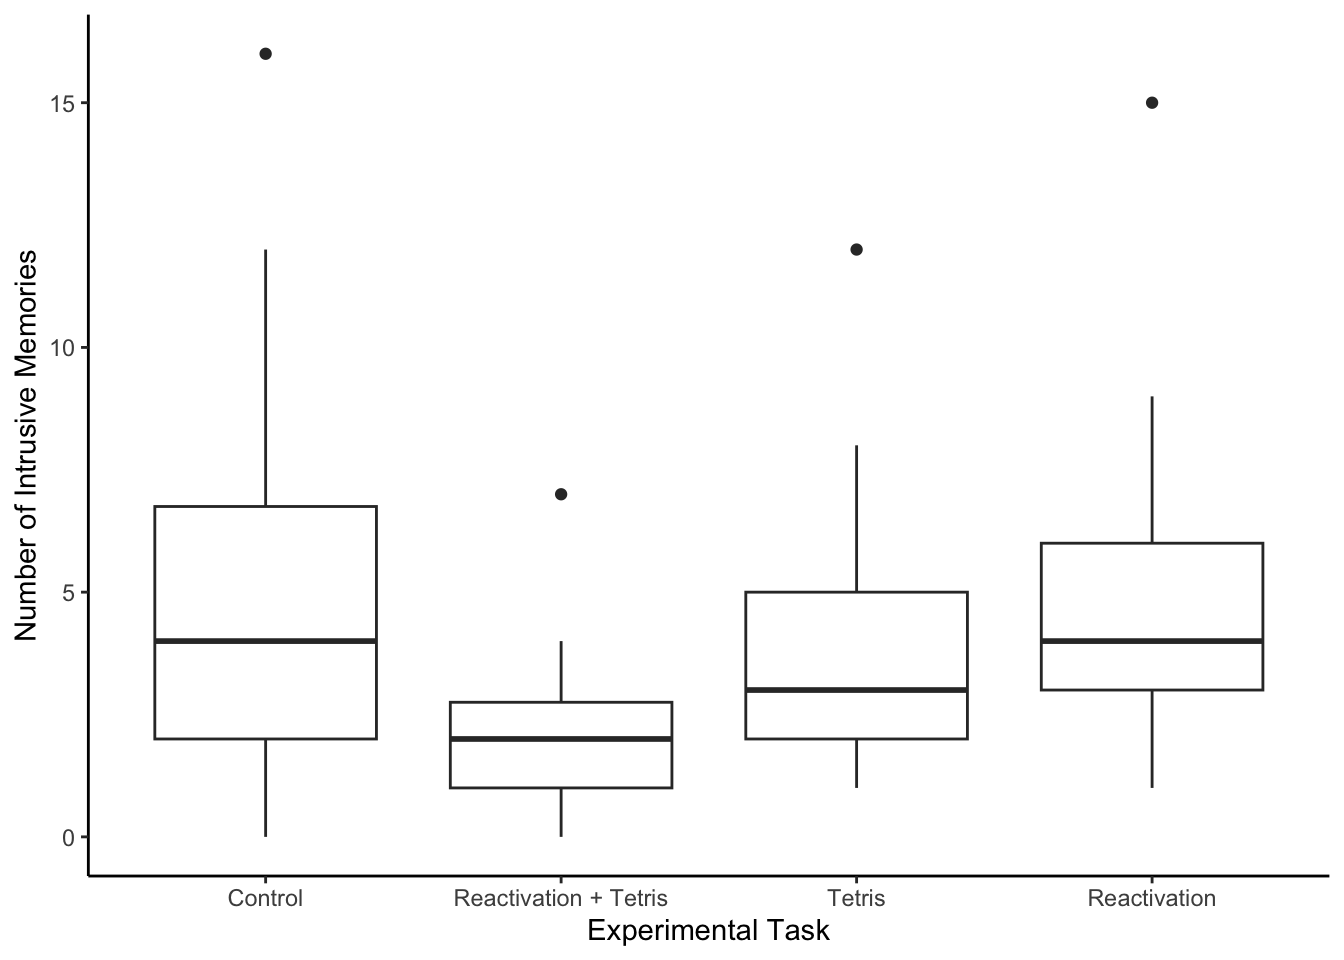 Number of Intrusive Memories
15
10
5
0
Control
Reactivation + Tetris
Tetris
Reactivation
Experimental Task